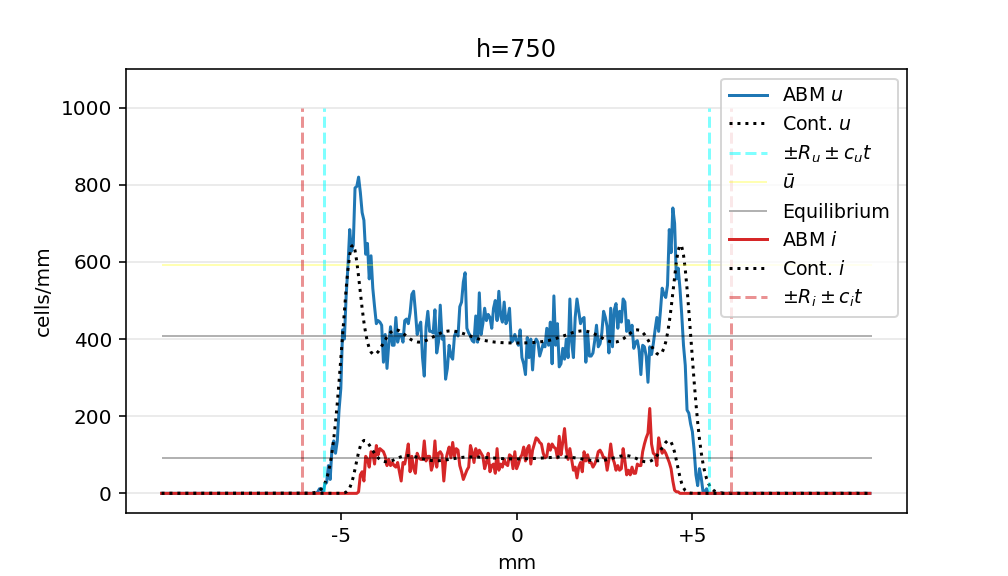 h=750
cells/mm
1000
800
600
400
200
0
-5
0
+5
mm
ABM u
Cont. u
±R_u ± c_u t
ū
Equilibrium
ABM i
Cont. i
±R_i ± c_i t